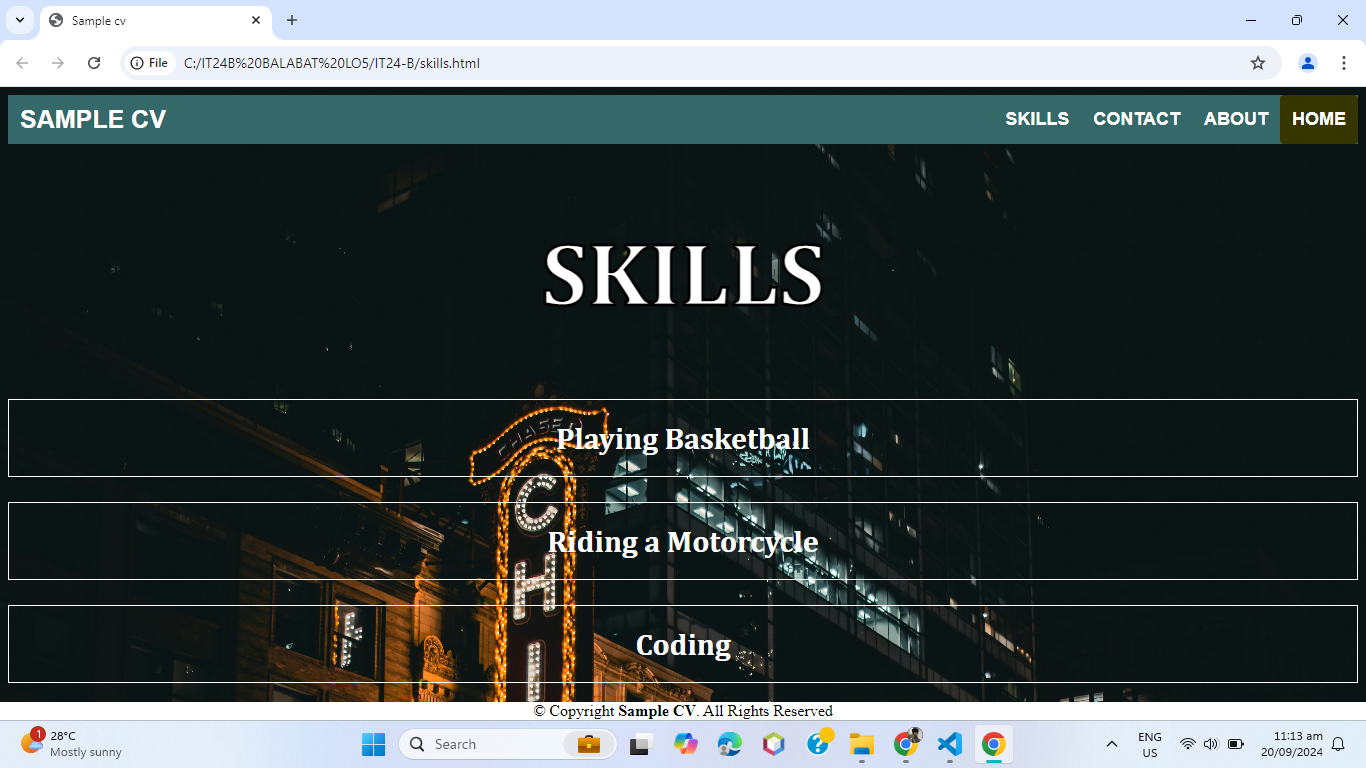 Sample cv
File
C:/IT24B%20BALABAT%20LO5/IT24-B/skills.html
SAMPLE CV
SKILLS CONTACT ABOUT HOME
SKILLS
CHASE
Playing Basketball
Riding a Motorcycle
Coding
C
H
I
© Copyright Sample CV. All Rights Reserved
1
28°C
Mostly sunny
Search
ENG
US
11:13 am
20/09/2024